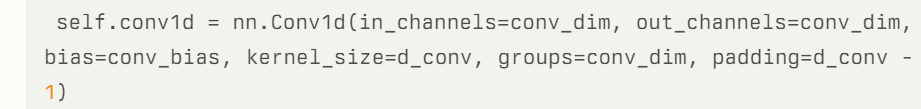 self.conv1d = nn.Conv1d(in_channels=conv_dim, out_channels=conv_dim,
bias=conv_bias, kernel_size=d_conv, groups=conv_dim, padding=d_conv -
1)